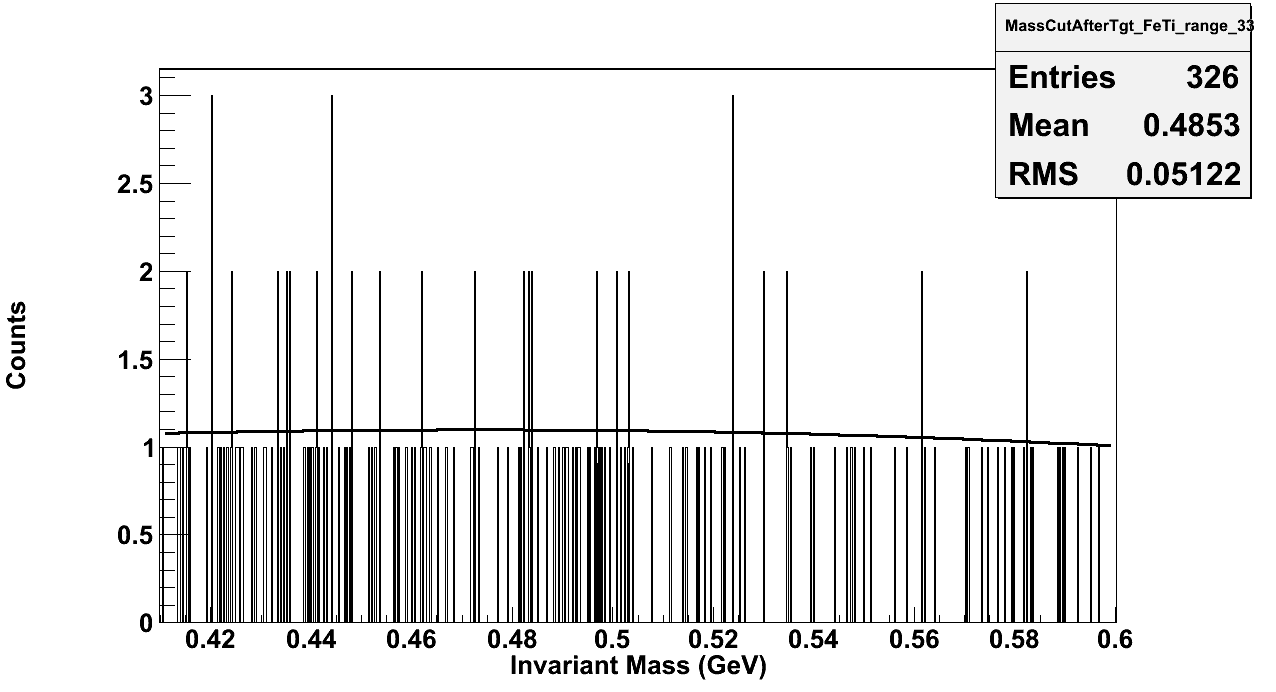 MassCutAfterTgt_FeTi_range_33
Entries 326
Mean 0.4853
RMS 0.05122
3
2.5
2
1.5
1
0.5
0
Counts
0.42 0.44 0.46 0.48 0.5 0.52 0.54 0.56 0.58 0.6
Invariant Mass (GeV)